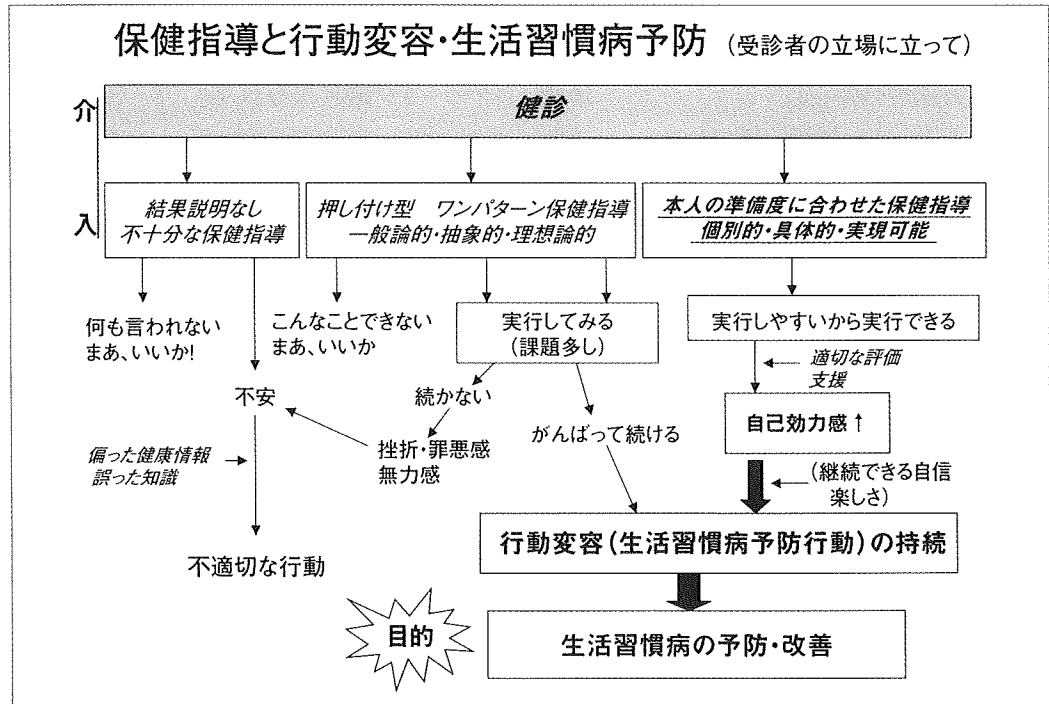 保健指導と行動変容・生活習慣病予防 （受診者の立場に立って）
介
入
健診
結果説明なし
不十分な保健指導
押し付け型　ワンパターン保健指導
一般論的・抽象的・理想論的
本人の準備度に合わせた保健指導
個別的・具体的・実現可能
何も言われない
まあ、いいか!
こんなことできない
まあ、いいか
実行してみる
（課題多し）
実行しやすいから実行できる
適切な評価
支援
不安
続かない
自己効力感↑
挫折・罪悪感
無力感
がんばって続ける
偏った健康情報
誤った知識
（継続できる自信
楽しさ）
不適切な行動
行動変容（生活習慣病予防行動）の持続
目的
生活習慣病の予防・改善